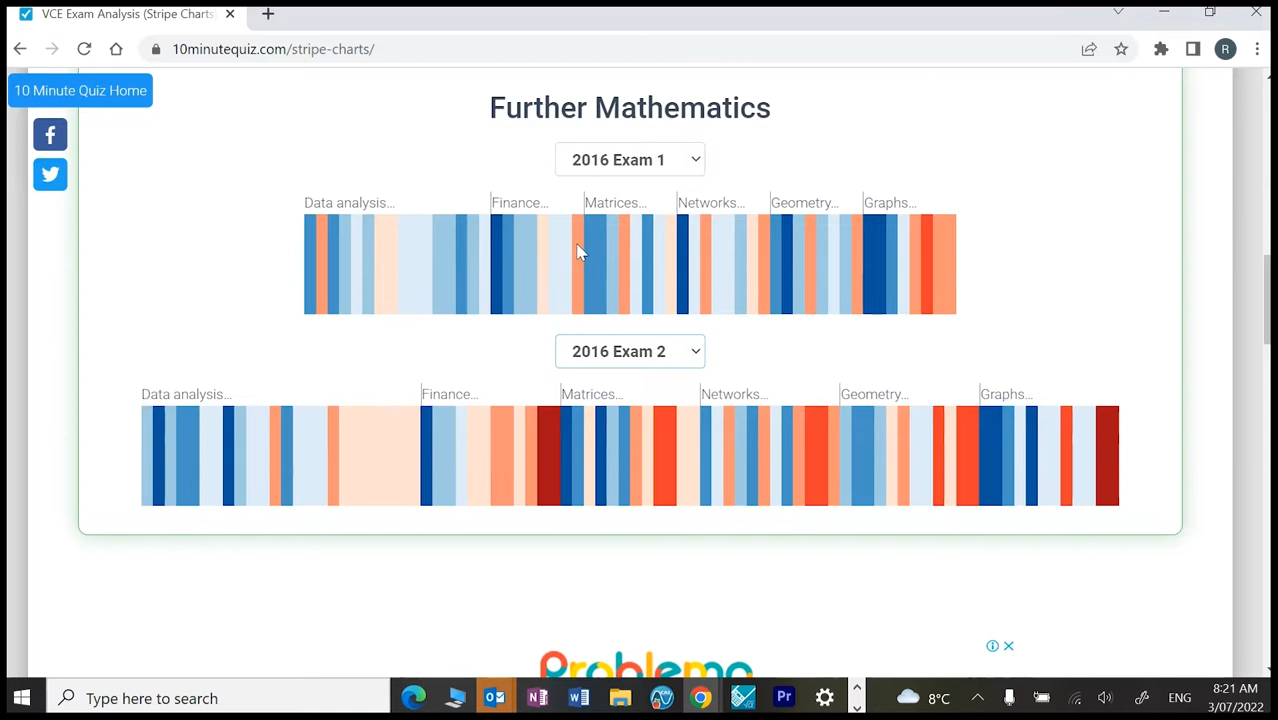 VCE Exam Analysis (Stripe Charts)
10minutequiz.com/stripe-charts/
R
10 Minute Quiz Home
Further Mathematics
2016 Exam 1
Data analysis... Finance... Matrices... Networks... Geometry... Graphs...
2016 Exam 2
Data analysis... Finance... Matrices... Networks... Geometry... Graphs...
Problemo
Type here to search
8°C
ENG
8:21 AM
3/07/2022